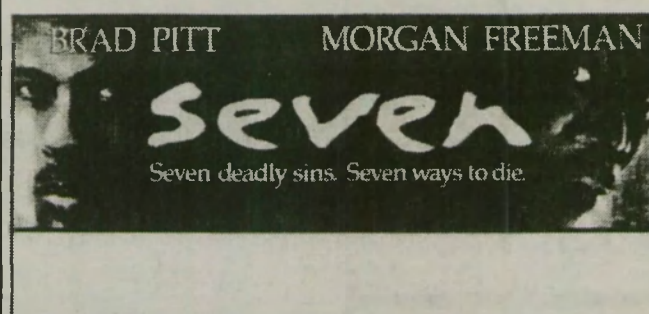 BRAD PITT MORGAN FREEMAN
seven
Seven deadly sins. Seven ways to die.